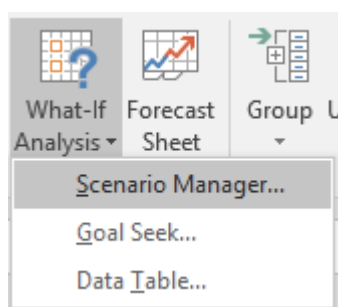 What-If Forecast Group U
Analysis Sheet
Scenario Manager...
Goal Seek...
Data Table...